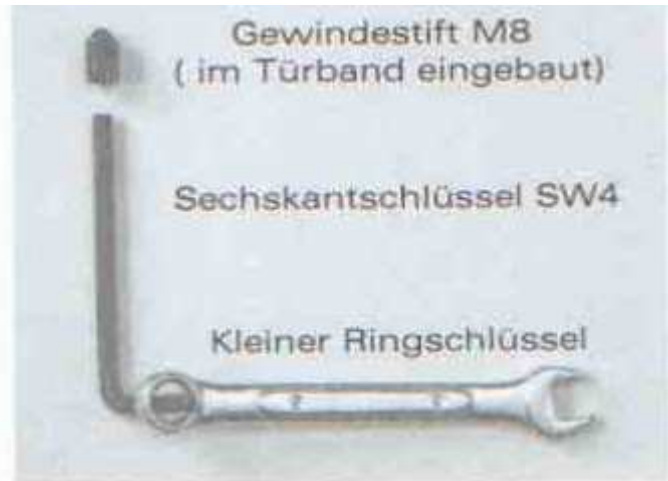 Gewindestift M8
( im Türband eingebaut)
Sechskantschlüssel SW4
Kleiner Ringschlüssel